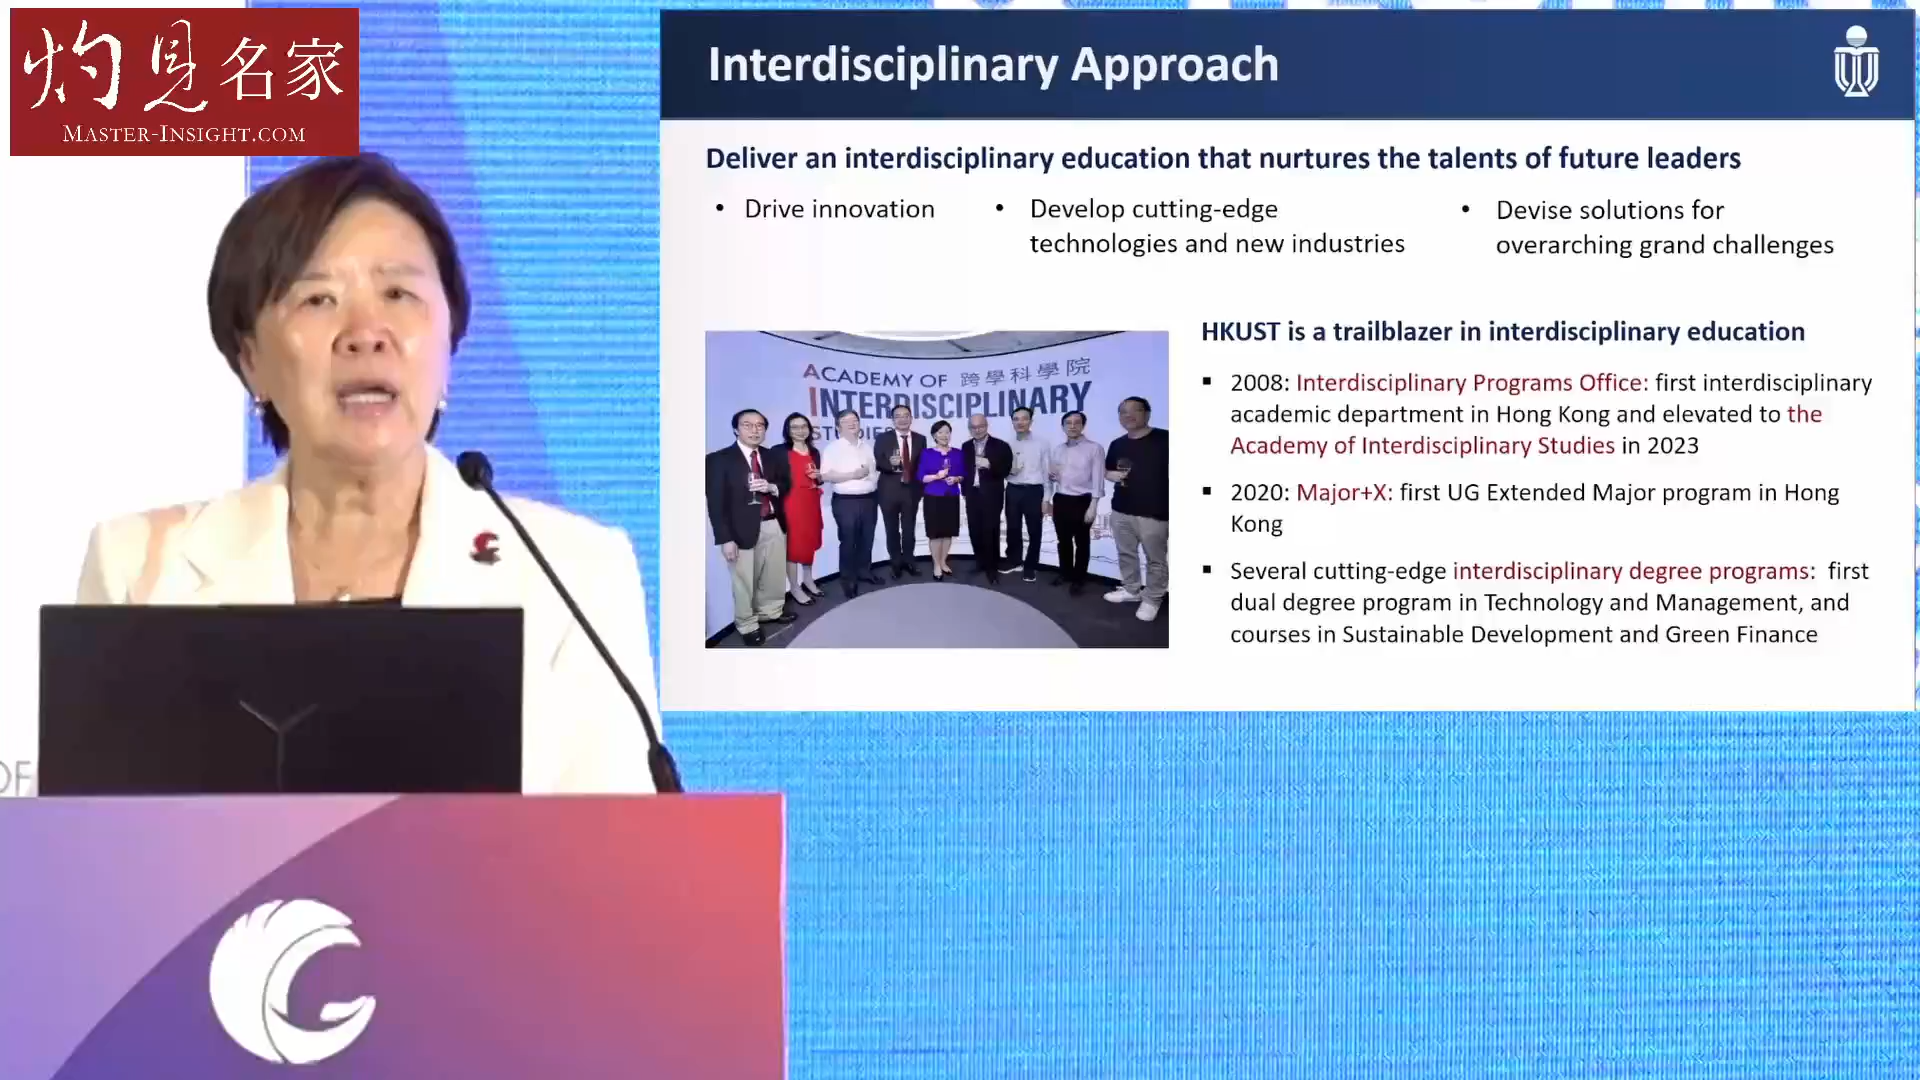 灼見名家
MASTER-INSIGHT.COM
Interdisciplinary Approach
Deliver an interdisciplinary education that nurtures the talents of future leaders
• Drive innovation
• Develop cutting-edge
technologies and new industries
• Devise solutions for
overarching grand challenges
ACADEMY OF 跨學科學院
INTERDISCIPLINARY
STUDIES
HKUST is a trailblazer in interdisciplinary education
▪ 2008: Interdisciplinary Programs Office: first interdisciplinary
academic department in Hong Kong and elevated to the
Academy of Interdisciplinary Studies in 2023
▪ 2020: Major+X: first UG Extended Major program in Hong
Kong
▪ Several cutting-edge interdisciplinary degree programs: first
dual degree program in Technology and Management, and
courses in Sustainable Development and Green Finance
OF